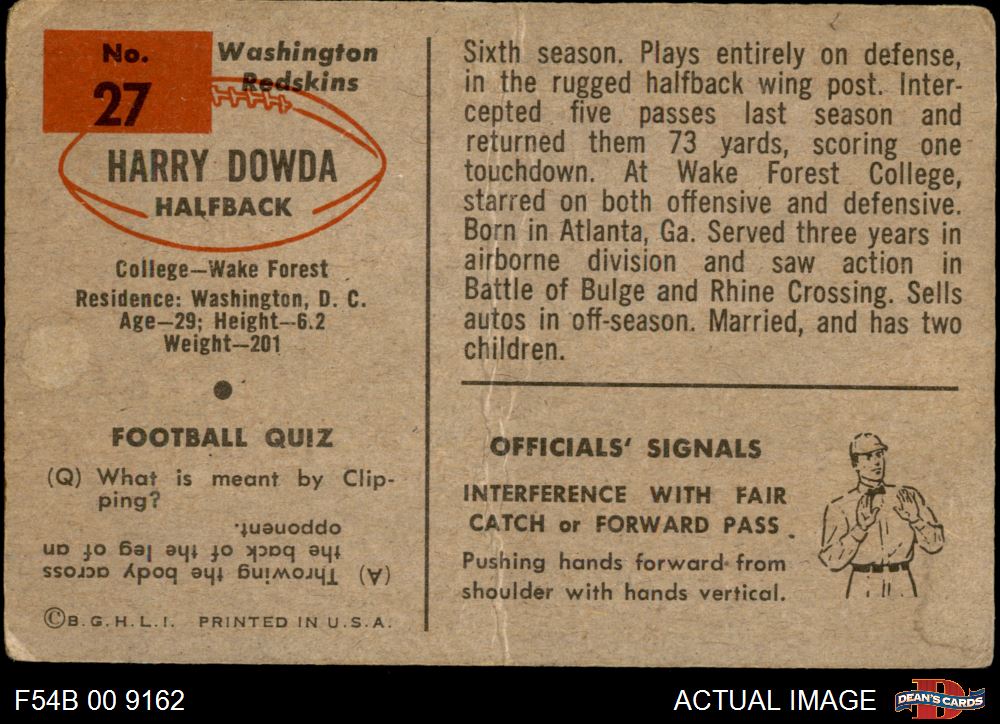 No.
27
Washington
Redskins
HARRY DOWDA
HALFBACK
College—Wake Forest
Residence: Washington, D. C.
Age—29; Height—6.2
Weight—201
FOOTBALL QUIZ
(Q) What is meant by Clip-
ping?
(A) Throwing the body across
the back of the leg of an
opponent.
©B.G.H.L.I. PRINTED IN U.S.A.
Sixth season. Plays entirely on defense,
in the rugged halfback wing post. Inter-
cepted five passes last season and
returned them 73 yards, scoring one
touchdown. At Wake Forest College,
starred on both offensive and defensive.
Born in Atlanta, Ga. Served three years in
airborne division and saw action in
Battle of Bulge and Rhine Crossing. Sells
autos in off-season. Married, and has two
children.
OFFICIALS' SIGNALS
INTERFERENCE WITH FAIR
CATCH or FORWARD PASS.
Pushing hands forward from
shoulder with hands vertical.
F54B 00 9162
ACTUAL IMAGE
DEAN'S CARDS